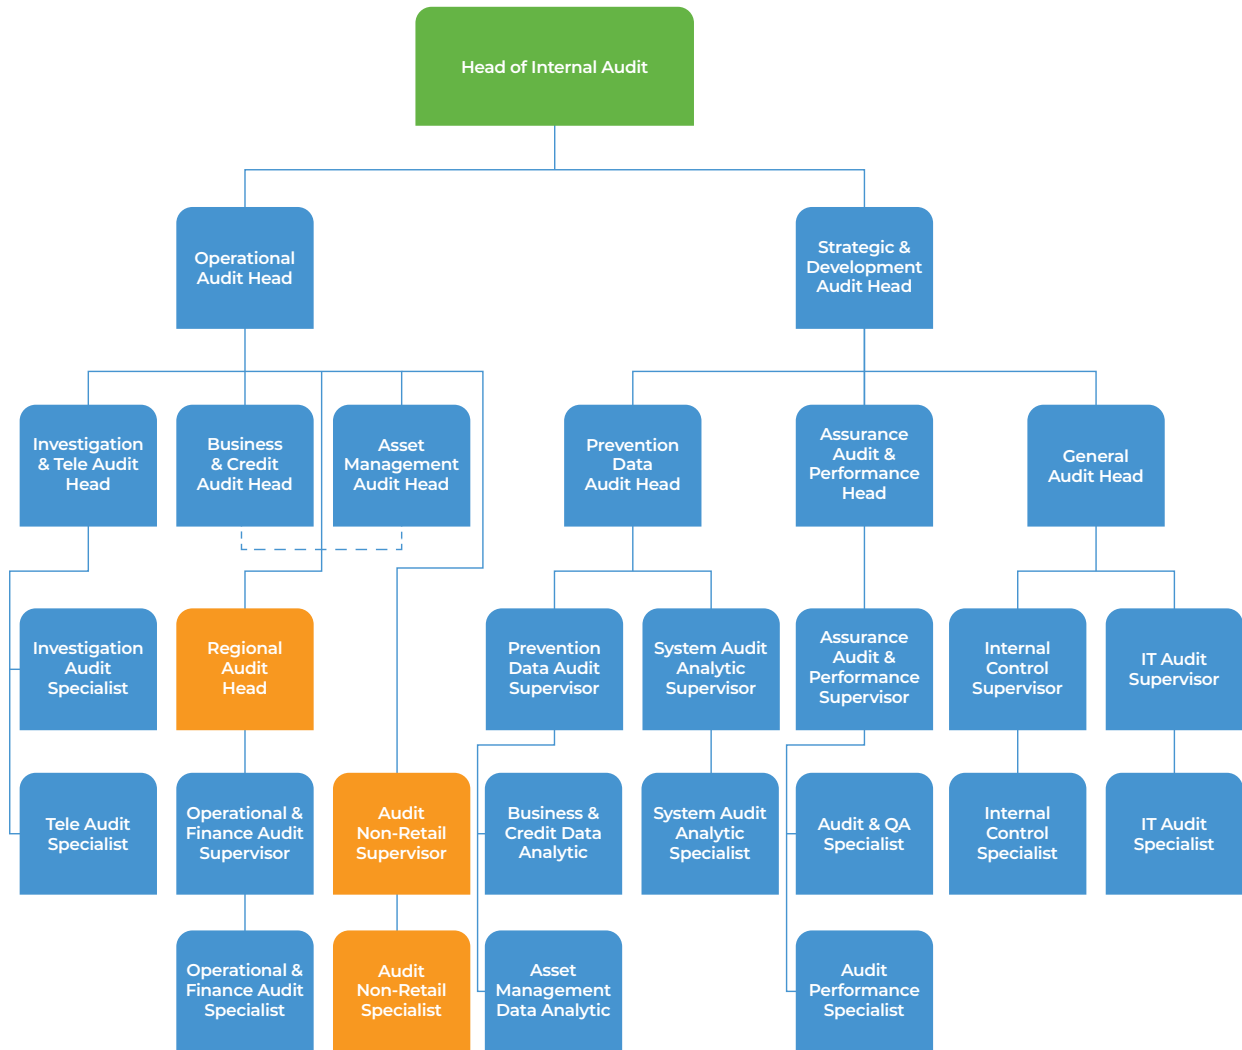 Head of Internal Audit
Operational
Audit Head
Strategic &
Development
Audit Head
Investigation
& Tele Audit
Head
Business
& Credit
Audit Head
Asset
Management
Audit Head
Prevention
Data
Audit Head
Assurance
Audit &
Performance
Head
General
Audit Head
Investigation
Audit
Specialist
Regional
Audit
Head
Prevention
Data Audit
Supervisor
System Audit
Analytic
Supervisor
Assurance
Audit &
Performance
Supervisor
Internal
Control
Supervisor
IT Audit
Supervisor
Tele Audit
Specialist
Operational &
Finance Audit
Supervisor
Audit
Non-Retail
Supervisor
Business &
Credit Data
Analytic
System Audit
Analytic
Specialist
Audit & QA
Specialist
Internal
Control
Specialist
IT Audit
Specialist
Operational &
Finance Audit
Specialist
Audit
Non-Retail
Specialist
Asset
Management
Data Analytic
Audit
Performance
Specialist